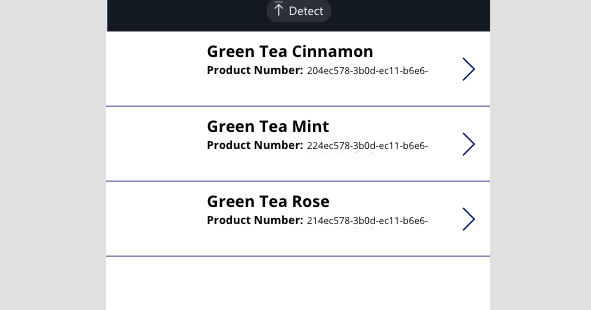 Detect
Green Tea Cinnamon
Product Number: 204ec578-3b0d-ec11-b6e6-
Green Tea Mint
Product Number: 224ec578-3b0d-ec11-b6e6-
Green Tea Rose
Product Number: 214ec578-3b0d-ec11-b6e6-